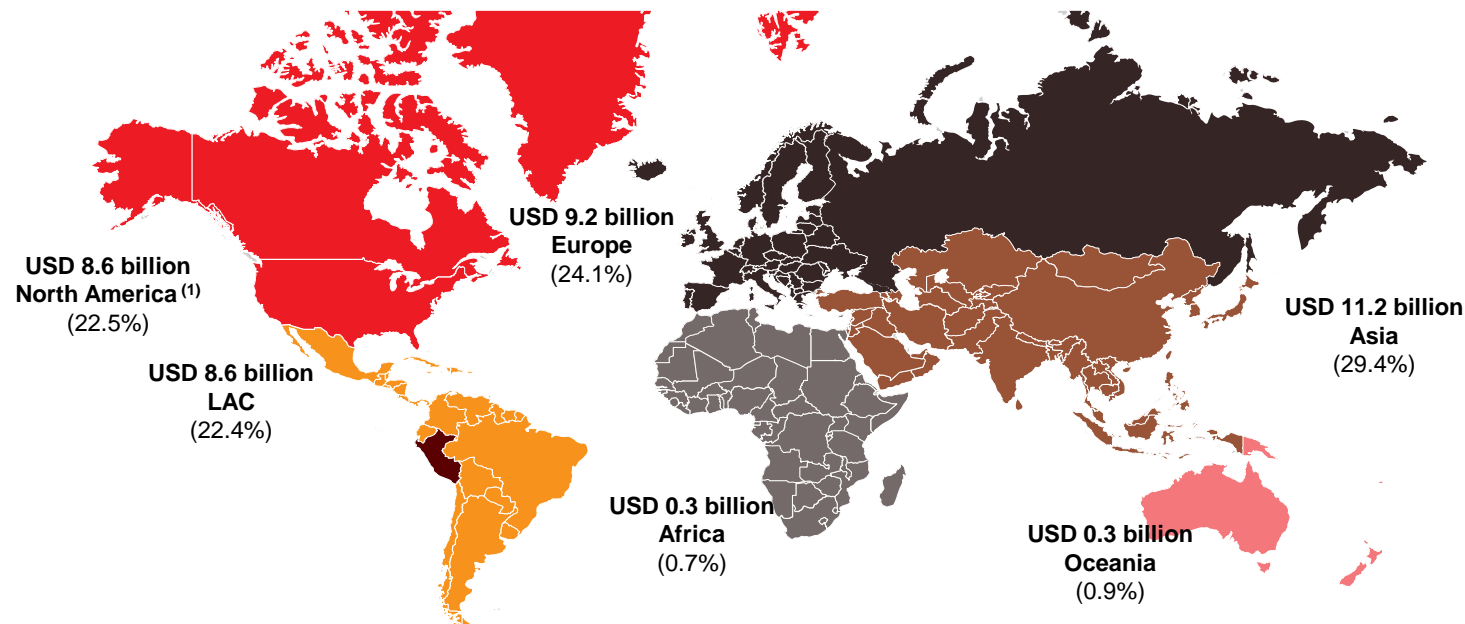 USD 9.2 billion
Europe
(24.1%)
USD 8.6 billion
North America (1)
(22.5%)
USD 11.2 billion
Asia
(29.4%)
USD 8.6 billion
LAC
(22.4%)
USD 0.3 billion
Africa
(0.7%)
USD 0.3 billion
Oceania
(0.9%)